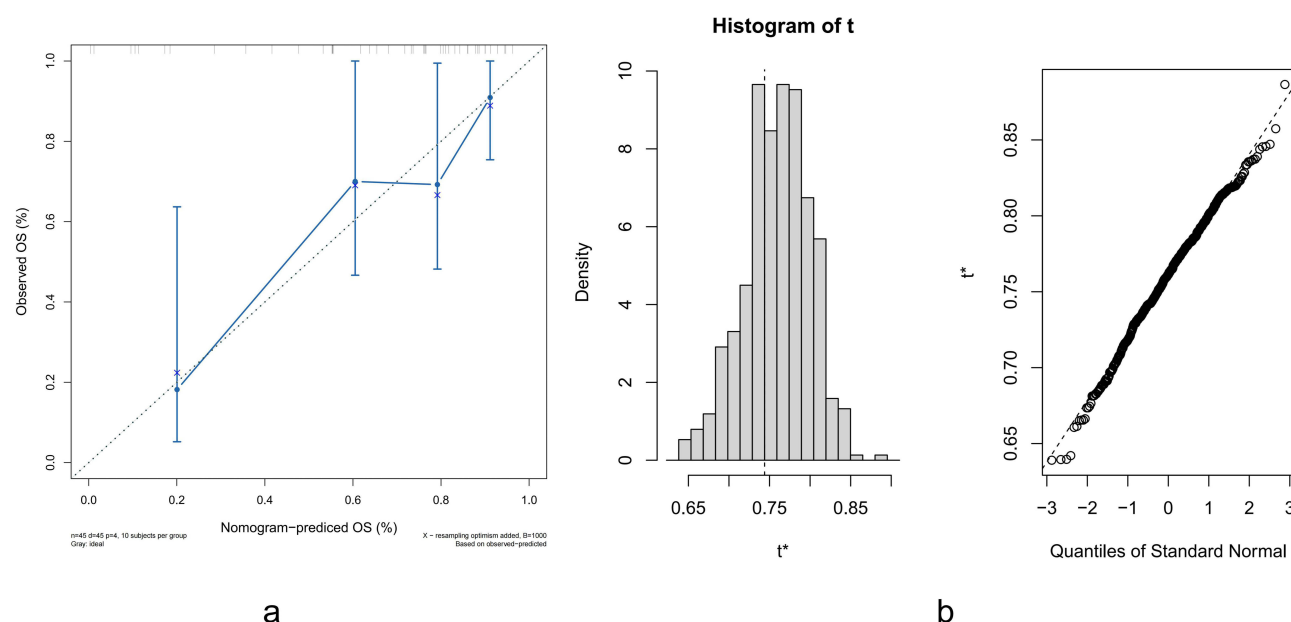 Observed OS (%)
1.0
0.8
0.6
0.4
0.2
0.0
0.0 0.2 0.4 0.6 0.8 1.0
Nomogram−prediced OS (%)
n=45 d=45 p=4, 10 subjects per group
Gray: ideal
X − resampling optimism added, B=1000
Based on observed−predicted
a
Histogram of t
Density
10
8
6
4
2
0
0.65 0.75 0.85
t*
t*
0.85
0.80
0.75
0.70
0.65
−3 −2 −1 0 1 2 3
Quantiles of Standard Normal
b